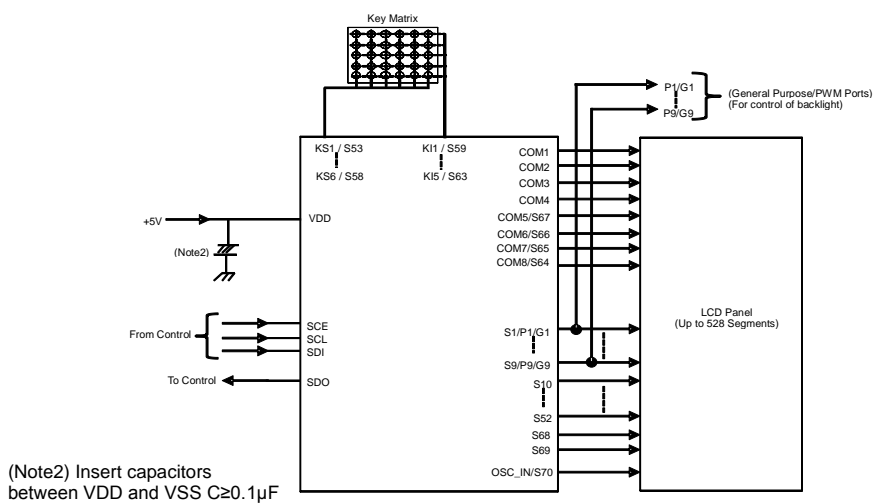 Key Matrix
P1/G1
P9/G9
(General Purpose/PWM Ports)
(For control of backlight)
KS1 / S53
KS6 / S58
KI1 / S59
KI5 / S63
COM1
COM2
COM3
COM4
COM5/S67
COM6/S66
COM7/S65
COM8/S64
+5V
VDD
(Note2)
LCD Panel
(Up to 528 Segments)
From Control
SCE
SCL
SDI
To Control
SDO
S1/P1/G1
S9/P9/G9
S10
S52
S68
S69
OSC_IN/S70
(Note2) Insert capacitors
between VDD and VSS C≥0.1μF